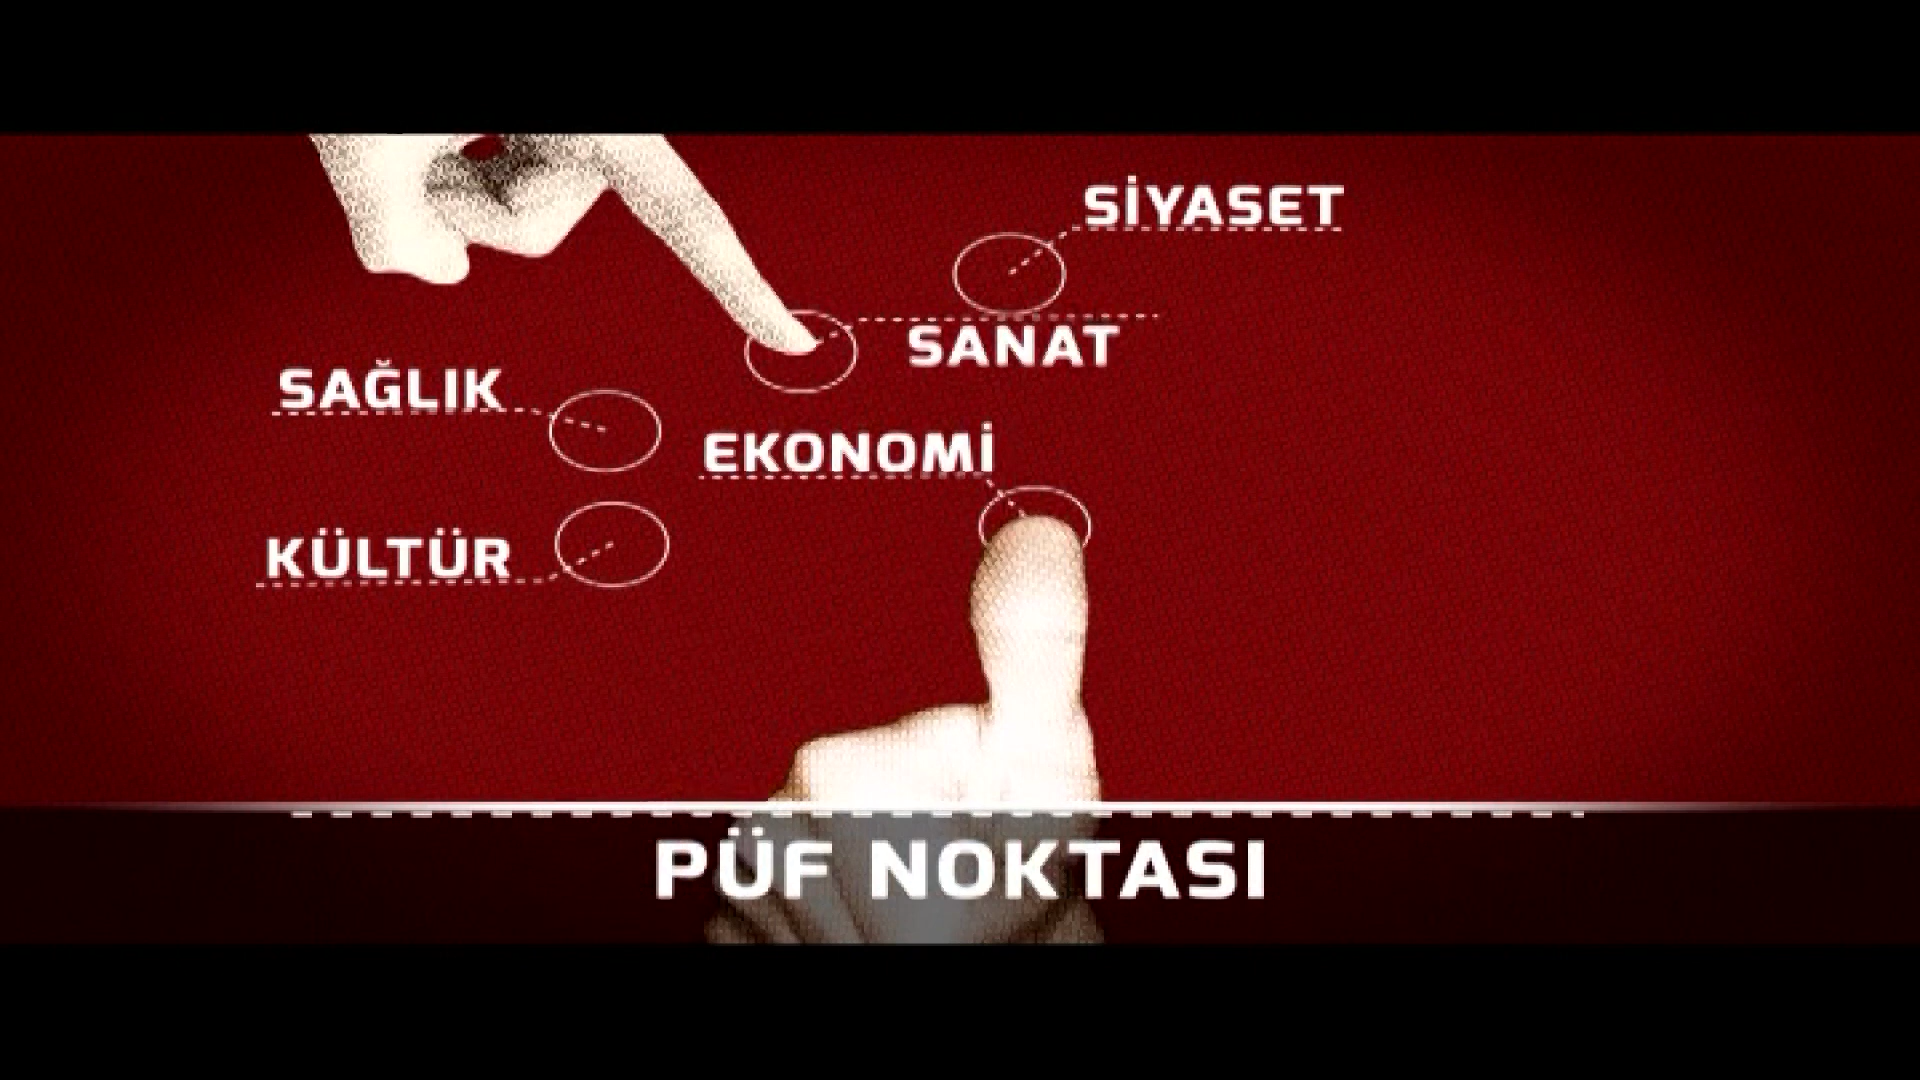 SİYASET
SANAT
SAĞLIK
EKONOMİ
KÜLTÜR
PÜF NOKTASI